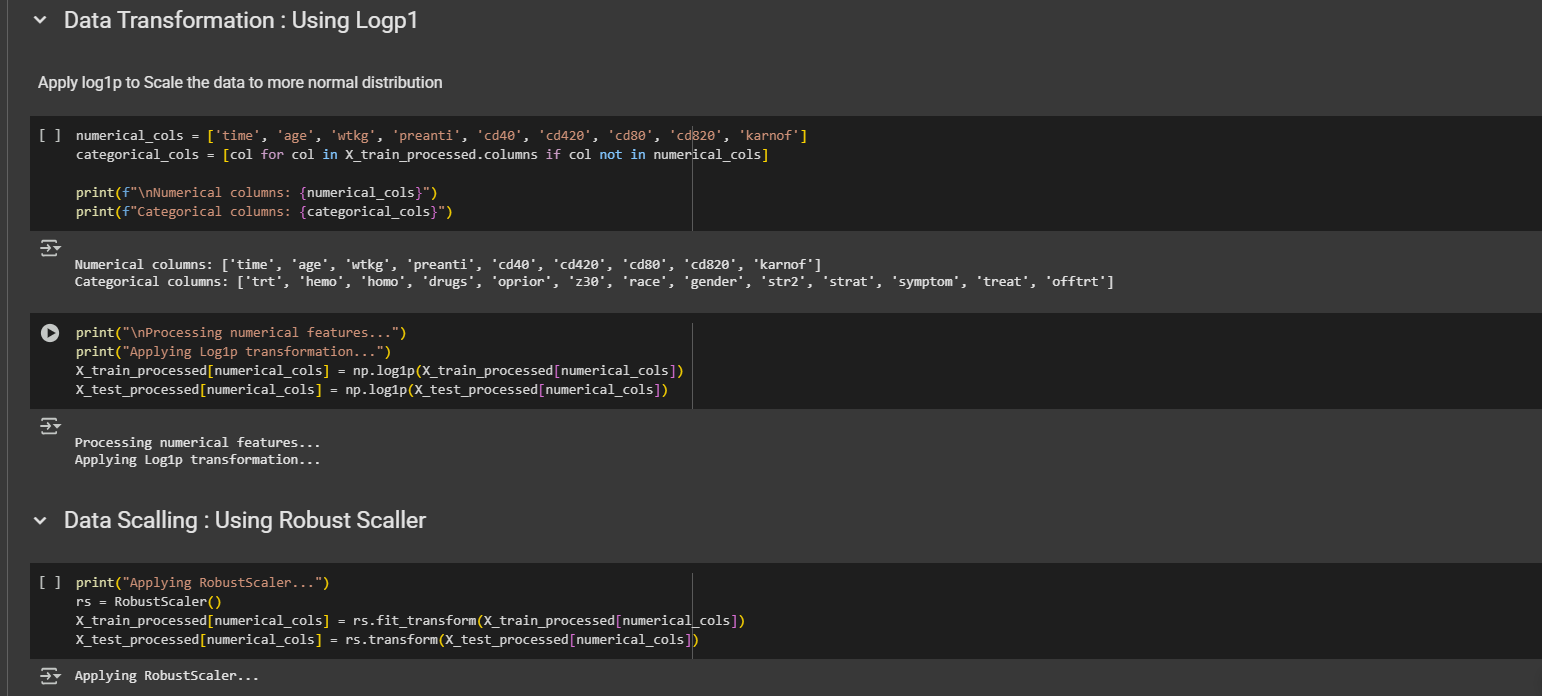 Data Transformation : Using Logp1
Apply log1p to Scale the data to more normal distribution
[ ] numerical_cols = ['time', 'age', 'wtkg', 'preanti', 'cd40', 'cd420', 'cd80', 'cd820', 'karnof']
categorical_cols = [col for col in X_train_processed.columns if col not in numerical_cols]
print(f"\nNumerical columns: {numerical_cols}")
print(f"Categorical columns: {categorical_cols}")
Numerical columns: ['time', 'age', 'wtkg', 'preanti', 'cd40', 'cd420', 'cd80', 'cd820', 'karnof']
Categorical columns: ['trt', 'hemo', 'homo', 'drugs', 'oprior', 'z30', 'race', 'gender', 'str2', 'strat', 'symptom', 'treat', 'offtrt']
print("\nProcessing numerical features...")
print("Applying Log1p transformation...")
X_train_processed[numerical_cols] = np.log1p(X_train_processed[numerical_cols])
X_test_processed[numerical_cols] = np.log1p(X_test_processed[numerical_cols])
Processing numerical features...
Applying Log1p transformation...
Data Scalling : Using Robust Scaller
[ ] print("Applying RobustScaler...")
rs = RobustScaler()
X_train_processed[numerical_cols] = rs.fit_transform(X_train_processed[numerical_cols])
X_test_processed[numerical_cols] = rs.transform(X_test_processed[numerical_cols])
Applying RobustScaler...